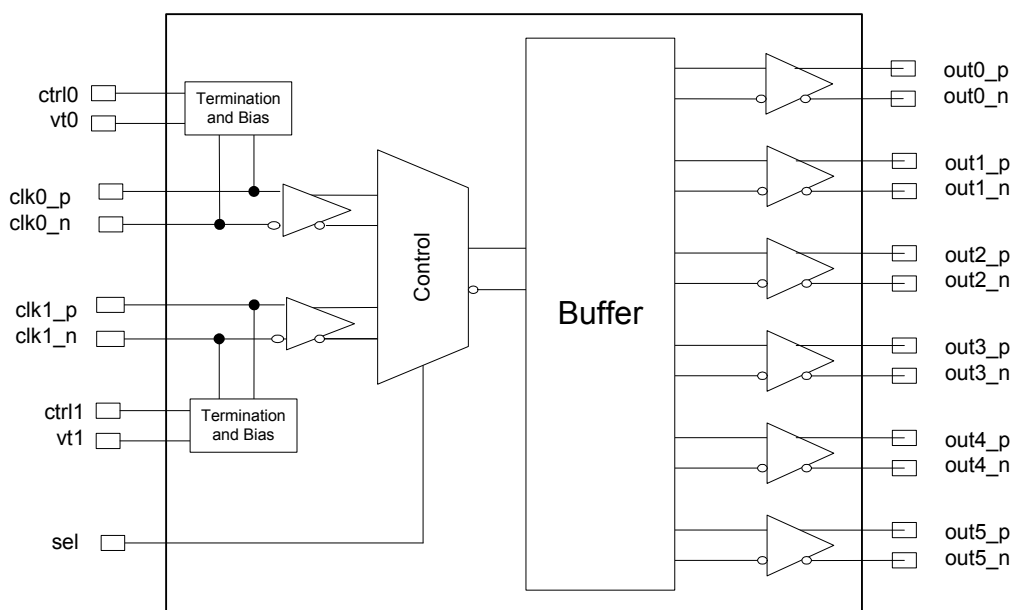 ctrl0
vt0
Termination
and Bias
clk0_p
clk0_n
clk1_p
clk1_n
ctrl1
vt1
Termination
and Bias
sel
Control
Buffer
out0_p
out0_n
out1_p
out1_n
out2_p
out2_n
out3_p
out3_n
out4_p
out4_n
out5_p
out5_n